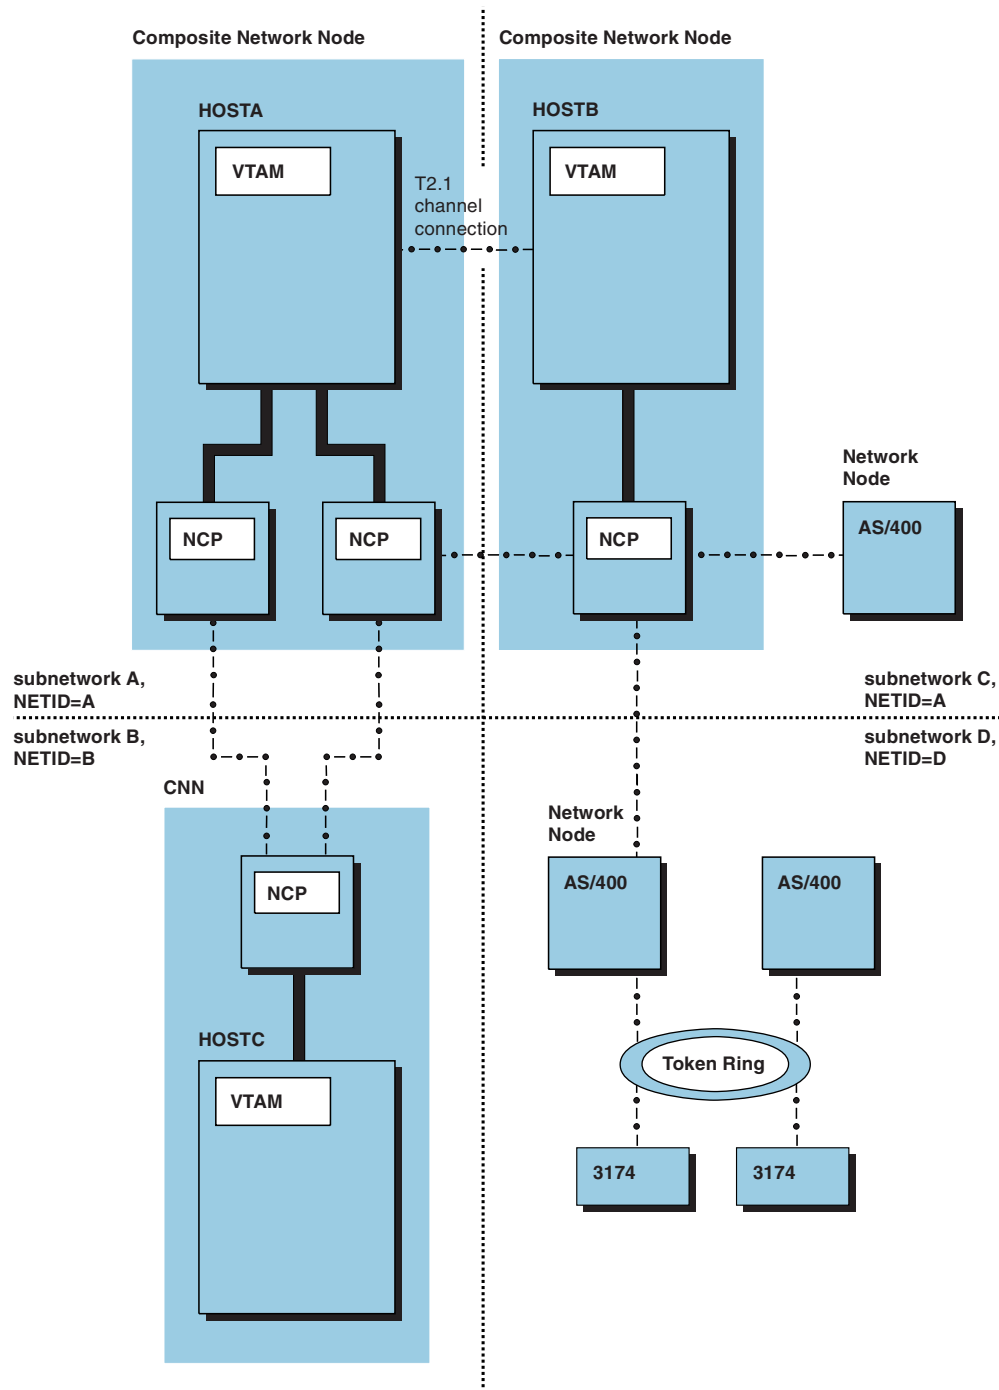 Composite Network Node
Composite Network Node
HOSTA
HOSTB
VTAM
VTAM
T2.1
channel
connection
Network
Node
AS/400
NCP
NCP
NCP
subnetwork A,
NETID=A
subnetwork C,
NETID=A
subnetwork B,
NETID=B
subnetwork D,
NETID=D
CNN
Network
Node
NCP
AS/400
AS/400
HOSTC
Token Ring
VTAM
3174
3174